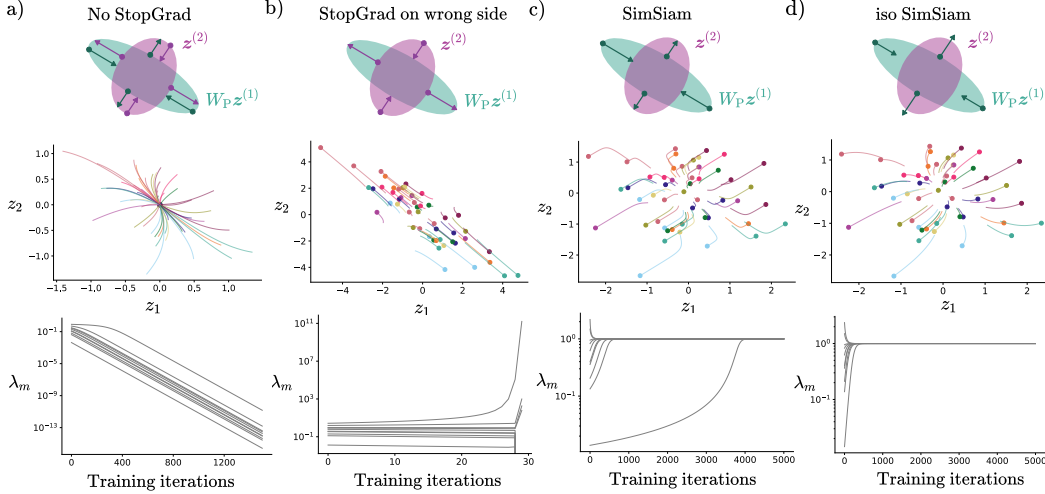 a) No StopGrad
b) StopGrad on wrong side
c) SimSiam
d) iso SimSiam
z^(2)
W_P z^(1)
z^(2)
W_P z^(1)
z^(2)
W_P z^(1)
z^(2)
W_P z^(1)
z_2
1.0
0.5
0.0
−0.5
−1.0
−1.5 −1.0 −0.5 0.0 0.5 1.0
z_1
z_2
4
2
0
−2
−4
−4 −2 0 2 4
z_1
z_2
1
0
−1
−2
−2 −1 0 1 2
z_1
z_2
1
0
−1
−2
−2 −1 0 1 2
z_1
λ_m
10^−1
10^−5
10^−9
10^−13
0 400 800 1200
Training iterations
λ_m
10^11
10^7
10^3
10^−1
0 10 20 30
Training iterations
λ_m
10^0
10^−1
0 1000 2000 3000 4000 5000
Training iterations
λ_m
10^0
10^−1
0 1000 2000 3000 4000 5000
Training iterations